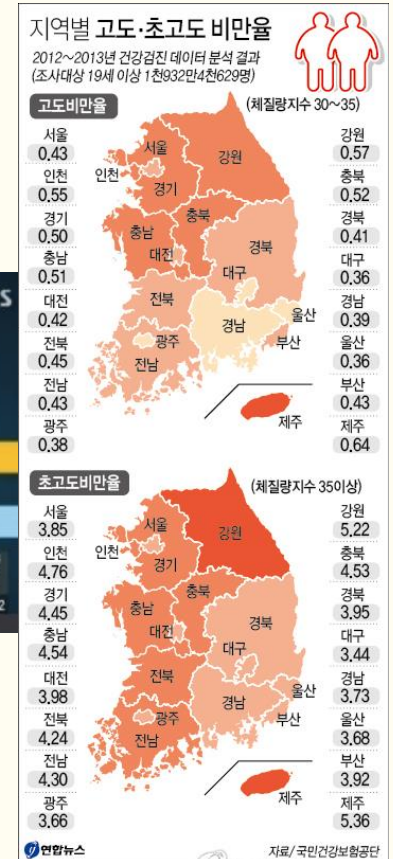 지역별 고도·초고도 비만율
2012~2013년 건강검진 데이터 분석 결과
(조사대상 19세 이상 1천932만4천629명)
고도비만율
(체질량지수 30~35)
서울
0.43
인천
0.55
경기
0.50
충남
0.51
대전
0.42
전북
0.45
전남
0.43
광주
0.38
서울
인천
경기
강원
충남
충북
대전
경북
대구
전북
경남
울산
부산
광주
전남
제주
강원
0.57
충북
0.52
경북
0.41
대구
0.36
경남
0.39
울산
0.36
부산
0.43
제주
0.64
초고도비만율
(체질량지수 35이상)
서울
3.85
인천
4.76
경기
4.45
충남
4.54
대전
3.98
전북
4.24
전남
4.30
광주
3.66
서울
인천
경기
강원
충남
충북
대전
경북
대구
전북
경남
울산
부산
광주
전남
제주
강원
5.22
충북
4.53
경북
3.95
대구
3.44
경남
3.73
울산
3.68
부산
3.92
제주
5.36
연합뉴스
자료/국민건강보험공단
S
2